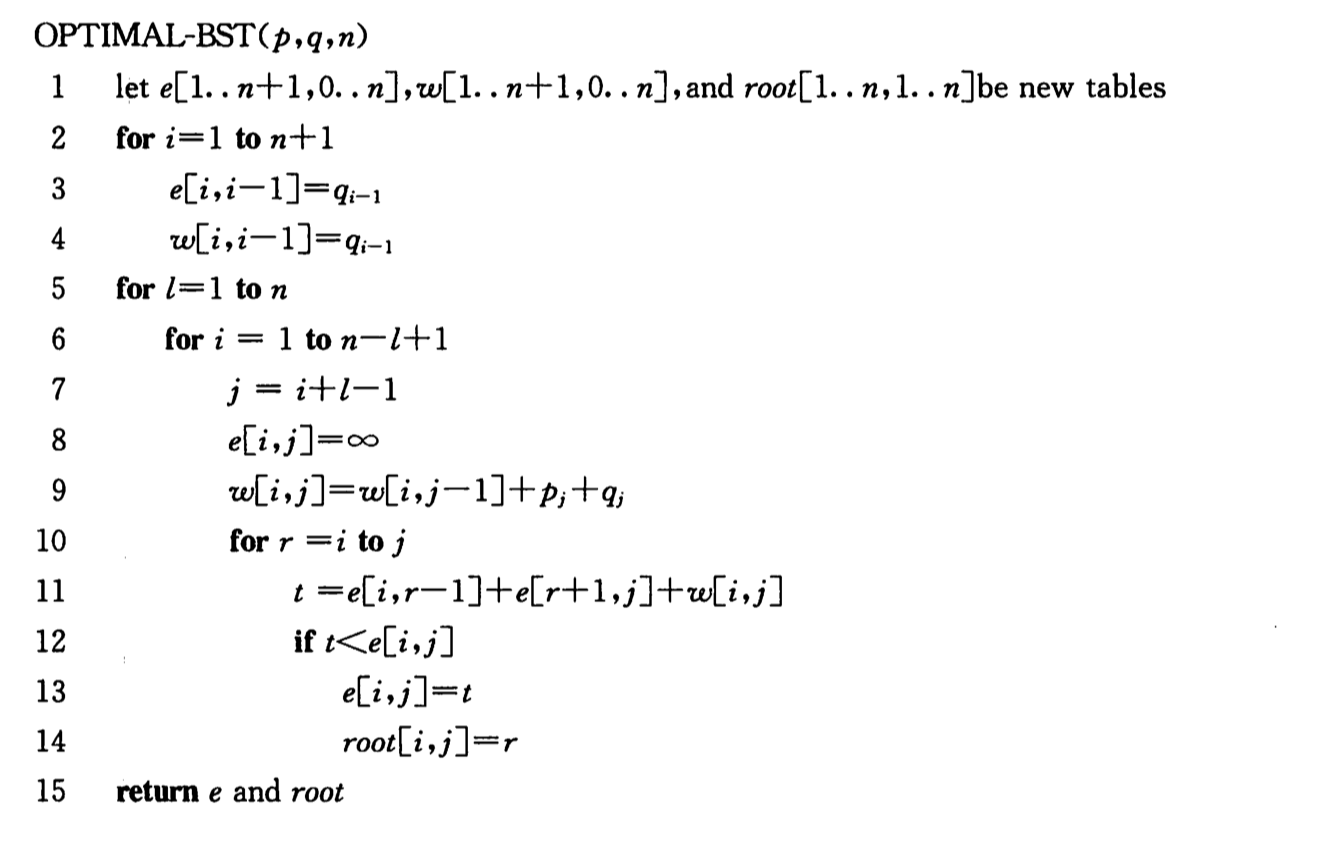 OPTIMAL-BST(p,q,n)
1 let e[1..n+1,0..n],w[1..n+1,0..n],and root[1..n,1..n]be new tables
2 for i=1 to n+1
3 e[i,i−1]=qᵢ₋₁
4 w[i,i−1]=qᵢ₋₁
5 for l=1 to n
6 for i = 1 to n−l+1
7 j = i+l−1
8 e[i,j]=∞
9 w[i,j]=w[i,j−1]+pⱼ+qⱼ
10 for r =i to j
11 t =e[i,r−1]+e[r+1,j]+w[i,j]
12 if t<e[i,j]
13 e[i,j]=t
14 root[i,j]=r
15 return e and root